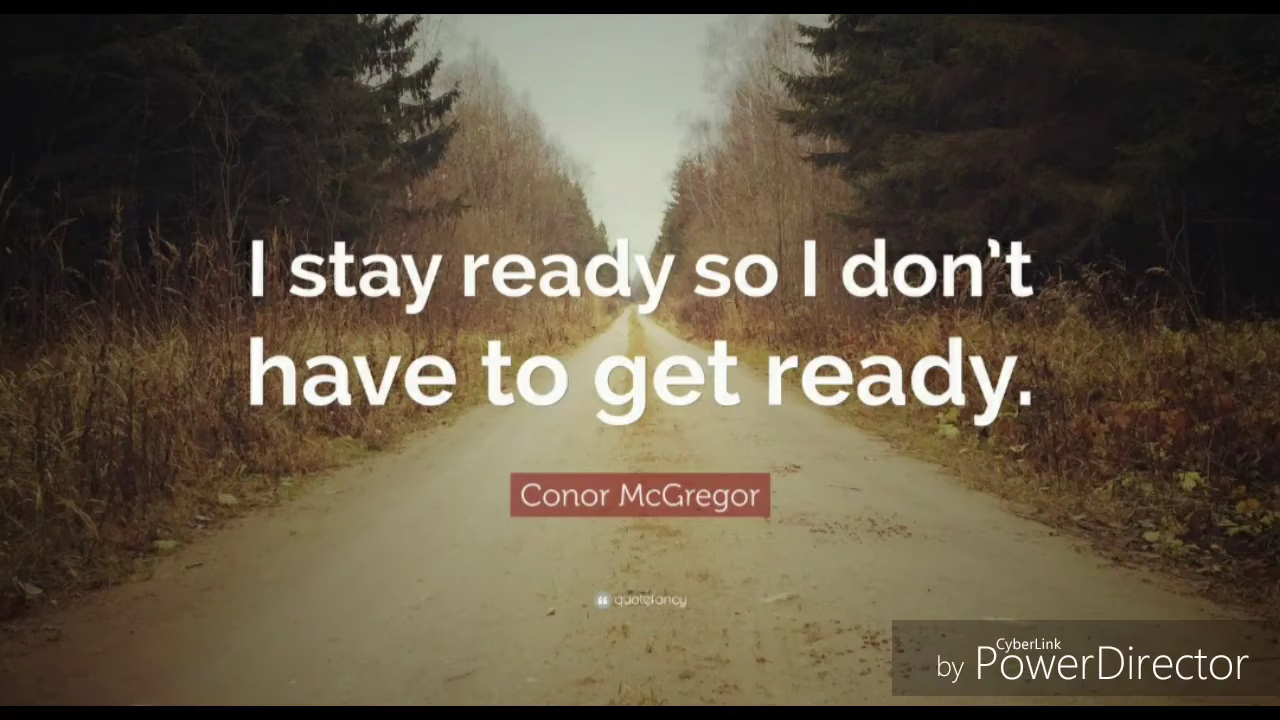 I stay ready so I don’t
have to get ready.
Conor McGregor
quotefancy
CyberLink
by PowerDirector